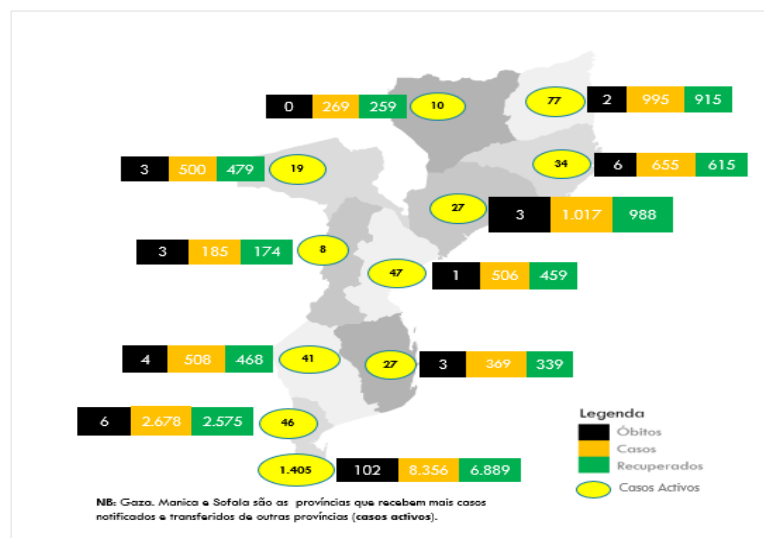 77 2 995 915
0 269 259 10
34 6 655 615
3 500 479 19
27 3 1.017 988
3 185 174 8
47 1 506 459
4 508 468 41
27 3 369 339
6 2.678 2.575 46
1.405 102 8.356 6.889
Legenda
Óbitos
Casos
Recuperados
Casos Activos
NB: Gaza. Manica e Sofala são as províncias que recebem mais casos
notificados e transferidos de outras províncias (casos activos).